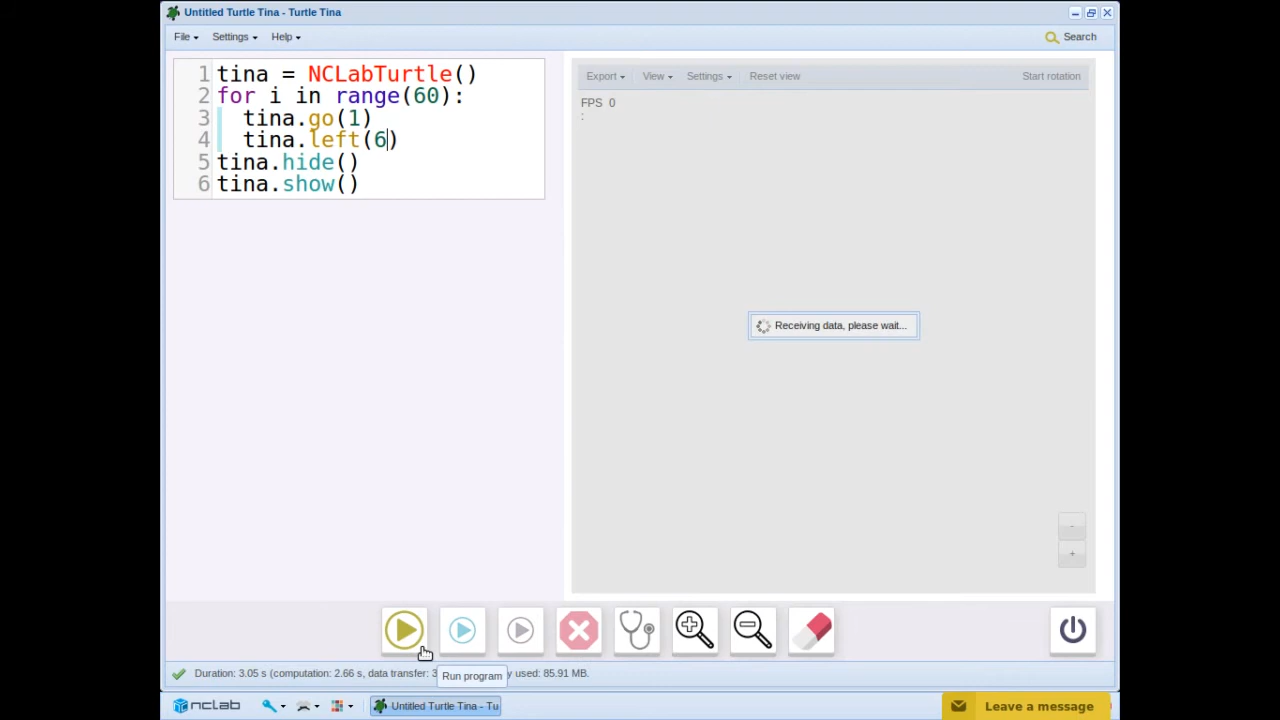 Untitled Turtle Tina - Turtle Tina
File Settings Help Search
1 tina = NCLabTurtle()
2 for i in range(60):
3 tina.go(1)
4 tina.left(6)
5 tina.hide()
6 tina.show()
Export View Settings Reset view Start rotation
FPS 0
:
Receiving data, please wait...
-
+
Duration: 3.05 s (computation: 2.66 s, data transfer: 3 y used: 85.91 MB.
Run program
nclab Untitled Turtle Tina - Tu Leave a message